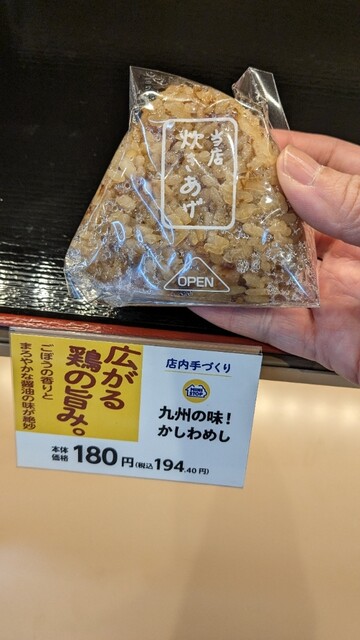 当店
炊きあげ
OPEN
広がる
鶏の旨み。
ごぼうの香りと
まろやかな醤油の味が絶妙
店内手づくり
MINI
STOP
九州の味！
かしわめし
本体
価格 180円(税込194.40円)